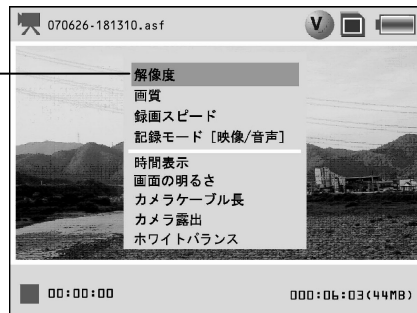 070626-181310.asf
V
解像度
画質
録画スピード
記録モード [映像/音声]
時間表示
画面の明るさ
カメラケーブル長
カメラ露出
ホワイトバランス
00:00:00
000:06:03(44MB)